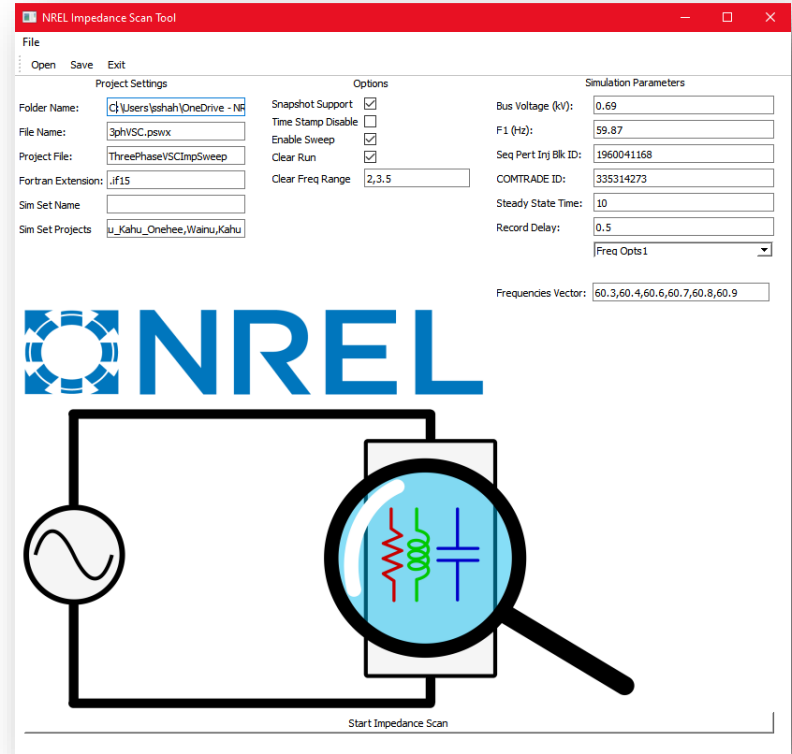 NREL Impedance Scan Tool
File
Open Save Exit
Project Settings
Folder Name: C:\Users\sshah\OneDrive - NR
File Name: 3phVSC.pswx
Project File: ThreePhaseVSCImpSweep
Fortran Extension: .if15
Sim Set Name
Sim Set Projects u_Kahu_Onehee,Wainu,Kahu
Options
Snapshot Support
Time Stamp Disable
Enable Sweep
Clear Run
Clear Freq Range 2,3.5
Simulation Parameters
Bus Voltage (kV): 0.69
F1 (Hz): 59.87
Seq Pert Inj Blk ID: 1960041168
COMTRADE ID: 335314273
Steady State Time: 10
Record Delay: 0.5
Freq Opts1
Frequencies Vector: 60.3,60.4,60.6,60.7,60.8,60.9
NREL
Start Impedance Scan